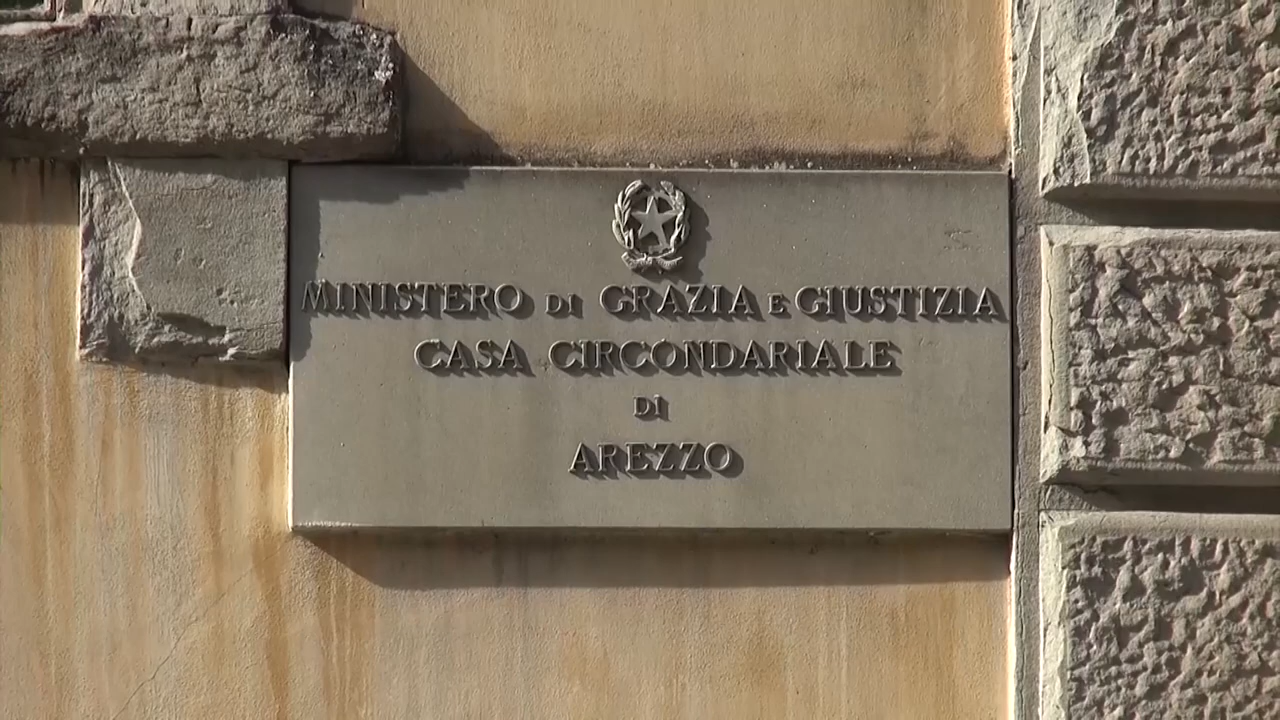 MINISTERO DI GRAZIA E GIUSTIZIA
CASA CIRCONDARIALE
DI
AREZZO